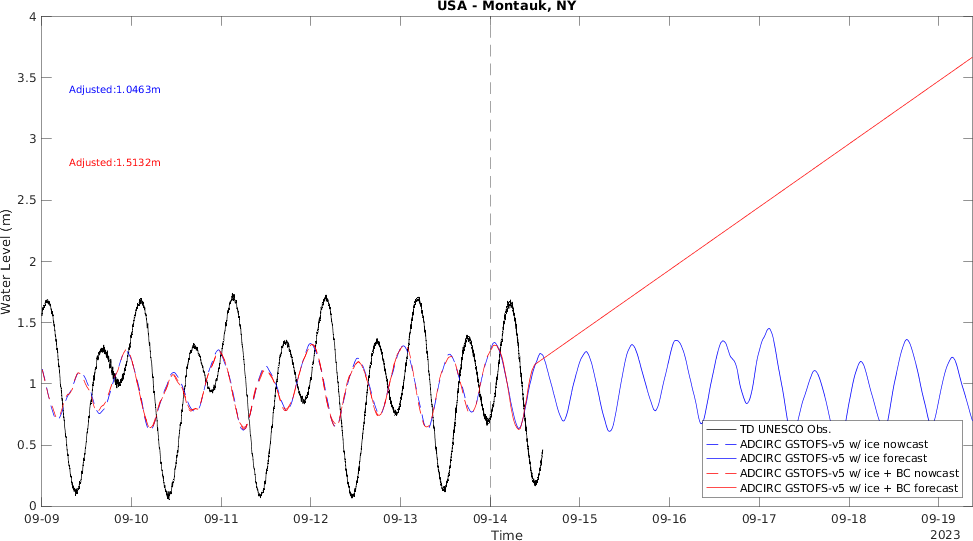 USA - Montauk, NY
4
3.5
3
2.5
2
1.5
1
0.5
0
Water Level (m)
Adjusted:1.0463m
Adjusted:1.5132m
TD UNESCO Obs.
ADCIRC GSTOFS-v5 w/ ice nowcast
ADCIRC GSTOFS-v5 w/ ice forecast
ADCIRC GSTOFS-v5 w/ ice + BC nowcast
ADCIRC GSTOFS-v5 w/ ice + BC forecast
09-09 09-10 09-11 09-12 09-13 09-14 09-15 09-16 09-17 09-18 09-19
Time
2023